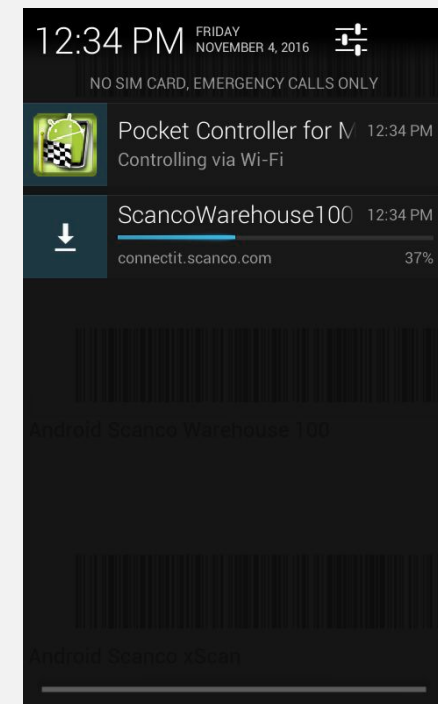 12:34 PM FRIDAY
NOVEMBER 4, 2016
NO SIM CARD, EMERGENCY CALLS ONLY
Pocket Controller for M 12:34 PM
Controlling via Wi-Fi
ScancoWarehouse100 12:34 PM
connectit.scanco.com 37%
Android Scanco Warehouse 100
Android Scanco xScan